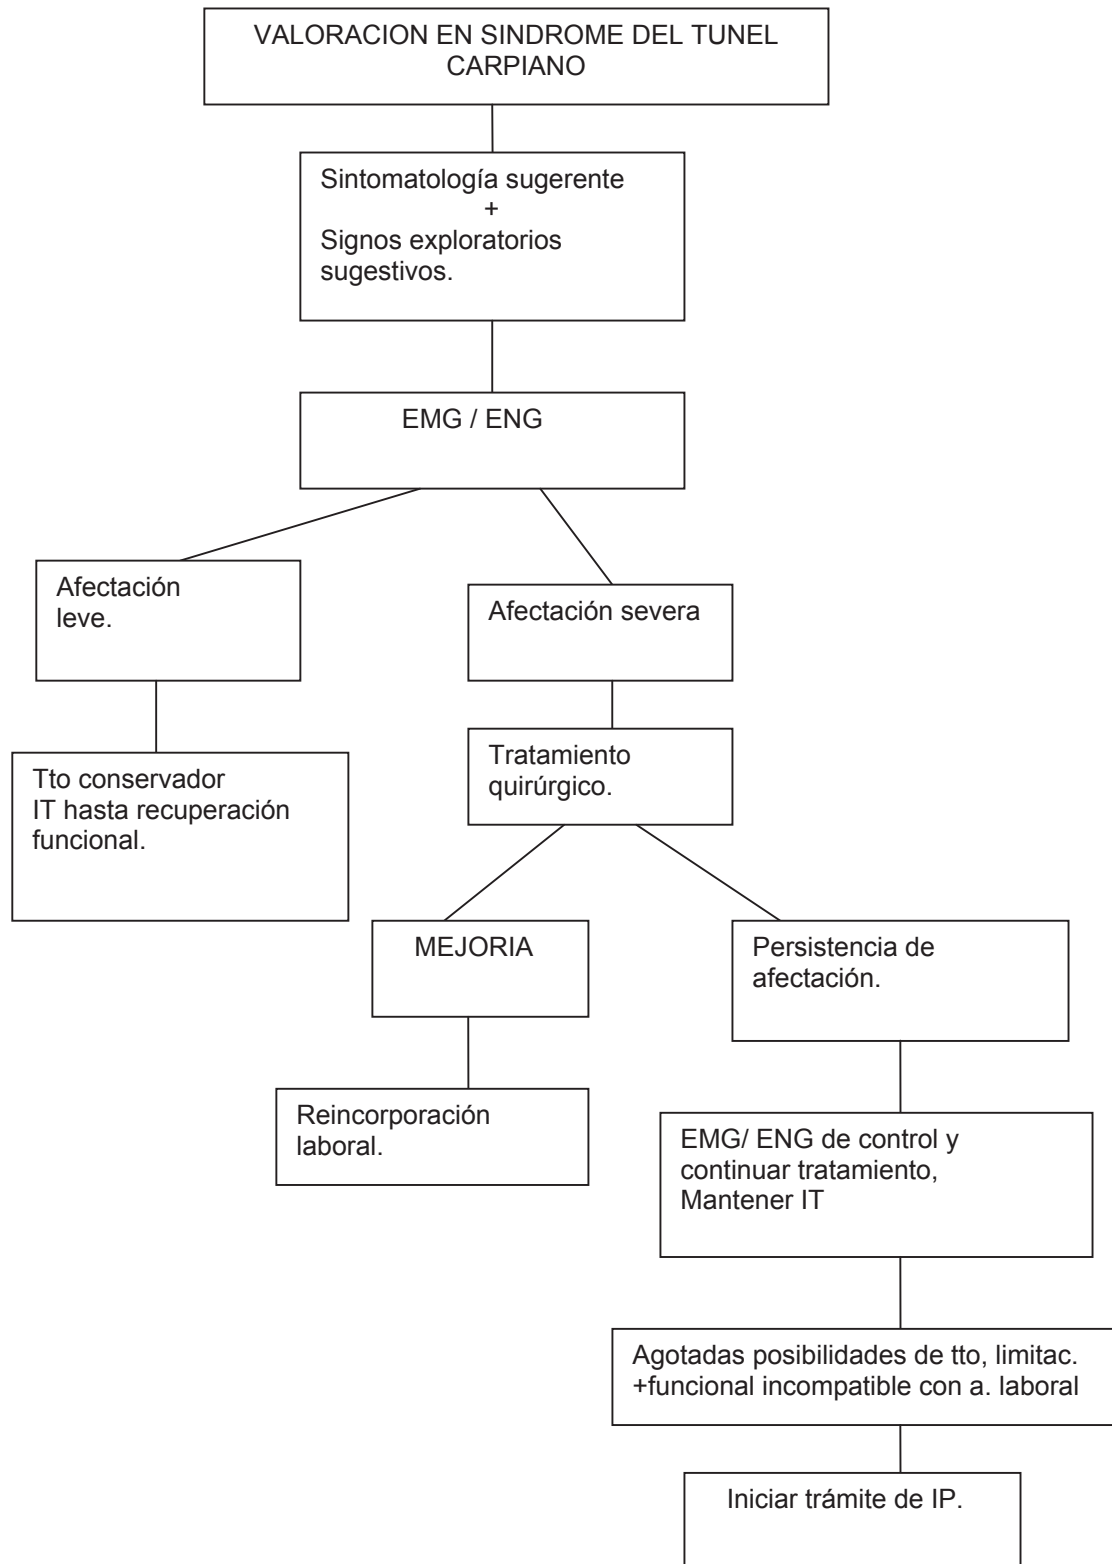 VALORACION EN SINDROME DEL TUNEL
CARPIANO
Sintomatología sugerente
+
Signos exploratorios
sugestivos.
EMG / ENG
Afectación
leve.
Afectación severa
Tto conservador
IT hasta recuperación
funcional.
Tratamiento
quirúrgico.
MEJORIA
Persistencia de
afectación.
Reincorporación
laboral.
EMG/ ENG de control y
continuar tratamiento,
Mantener IT
Agotadas posibilidades de tto, limitac.
+funcional incompatible con a. laboral
Iniciar trámite de IP.